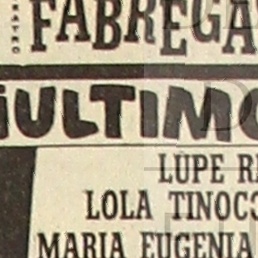 FABREGA
¡ULTIMO
LUPE R
LOLA TINOC
MARIA EUGENIA